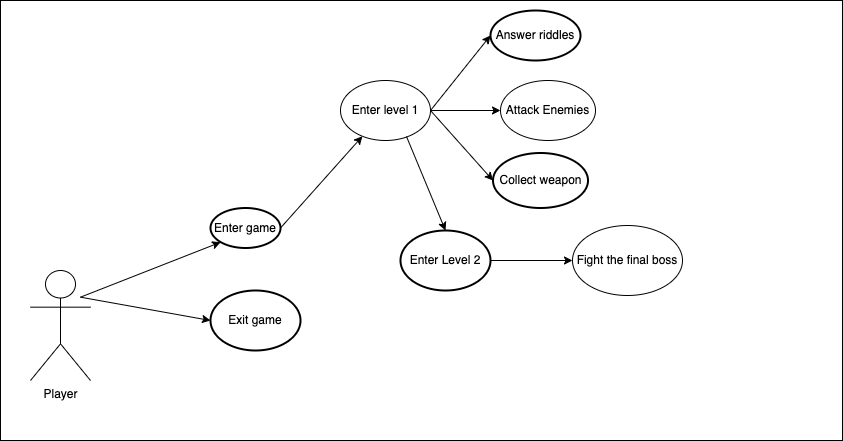 Answer riddles
Enter level 1
Attack Enemies
Collect weapon
Enter game
Enter Level 2
Fight the final boss
Exit game
Player